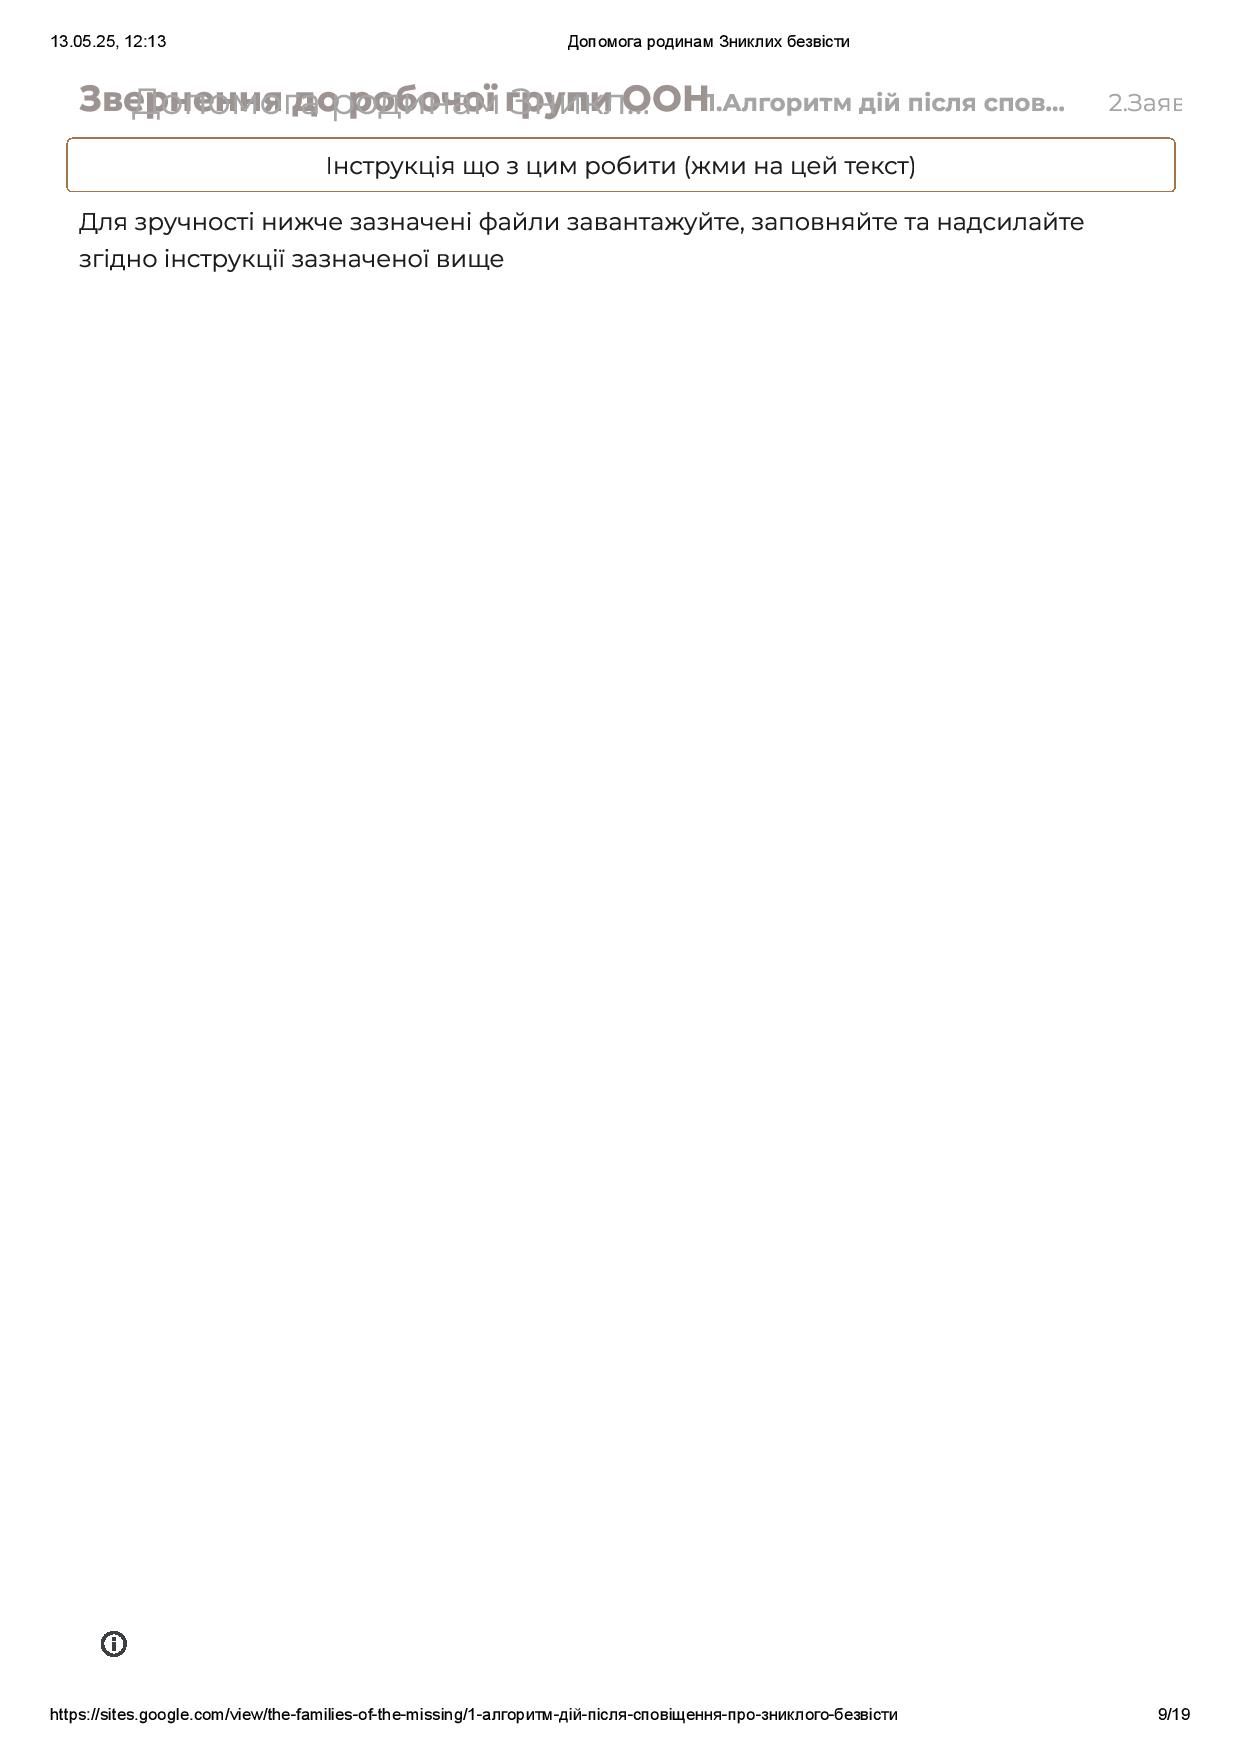 13.05.25, 12:13
Допомога родинам Зниклих безвісти
Звернення до робочої групи ООН
Допомога родинам Зникл...
1.Алгоритм дій після спов...
2.Заяв
Інструкція що з цим робити (жми на цей текст)
Для зручності нижче зазначені файли завантажуйте, заповняйте та надсилайте
згідно інструкції зазначеної вище
https://sites.google.com/view/the-families-of-the-missing/1-алгоритм-дій-після-сповіщення-про-зниклого-безвісти
9/19